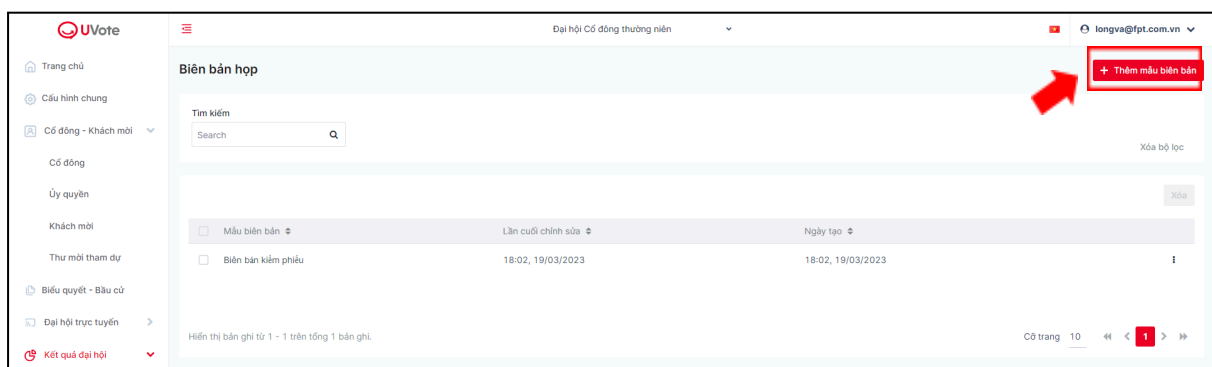 UVote
Đại hội Cổ đông thường niên
longva@fpt.com.vn
Trang chủ
Biên bản họp
+ Thêm mẫu biên bản
Cấu hình chung
Tìm kiếm
Cổ đông - Khách mời
Search
Xóa bộ lọc
Cổ đông
Ủy quyền
Xóa
Khách mời
Mẫu biên bản
Lần cuối chỉnh sửa
Ngày tạo
Thư mời tham dự
Biên bản kiểm phiếu
18:02, 19/03/2023
18:02, 19/03/2023
Biểu quyết - Bầu cử
Đại hội trực tuyến
Hiển thị bản ghi từ 1 - 1 trên tổng 1 bản ghi.
Cỡ trang 10
1
Kết quả đại hội